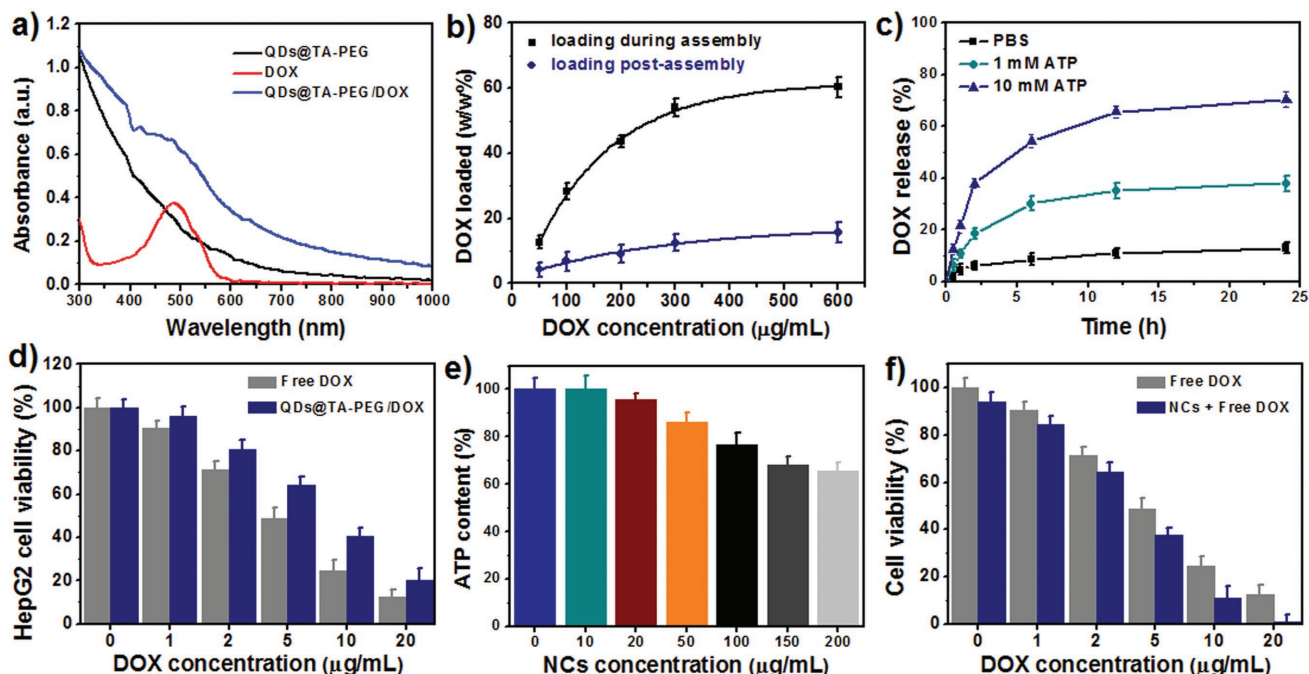 a)
QDs@TA-PEG
DOX
QDs@TA-PEG/DOX
Absorbance (a.u.)
1.2
1.0
0.8
0.6
0.4
0.2
0.0
300 400 500 600 700 800 900 1000
Wavelength (nm)
b)
loading during assembly
loading post-assembly
DOX loaded (w/w%)
80
60
40
20
0
0 100 200 300 400 500 600
DOX concentration (µg/mL)
c)
PBS
1 mM ATP
10 mM ATP
DOX release (%)
100
80
60
40
20
0
0 5 10 15 20 25
Time (h)
d)
Free DOX
QDs@TA-PEG/DOX
HepG2 cell viability (%)
120
100
80
60
40
20
0
0 1 2 5 10 20
DOX concentration (µg/mL)
e)
ATP content (%)
100
80
60
40
20
0
0 10 20 50 100 150 200
NCs concentration (µg/mL)
f)
Free DOX
NCs + Free DOX
Cell viability (%)
100
80
60
40
20
0
0 1 2 5 10 20
DOX concentration (µg/mL)